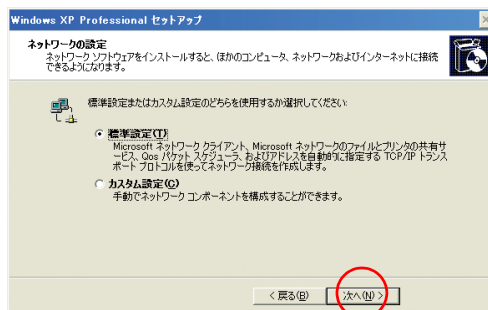 Windows XP Professional セットアップ
ネットワークの設定
ネットワーク ソフトウェアをインストールすると、ほかのコンピュータ、ネットワークおよびインターネットに接続
できるようになります。
標準設定またはカスタム設定のどちらを使用するか選択してください:
標準設定(T)
Microsoft ネットワーク クライアント、Microsoft ネットワークのファイルとプリンタの共有サ
ービス、Qos パケット スケジューラ、およびアドレスを自動的に指定する TCP/IP トランス
ポート プロトコルを使ってネットワーク接続を作成します。
カスタム設定(C)
手動でネットワーク コンポーネントを構成することができます。
< 戻る(B) 次へ(N) >